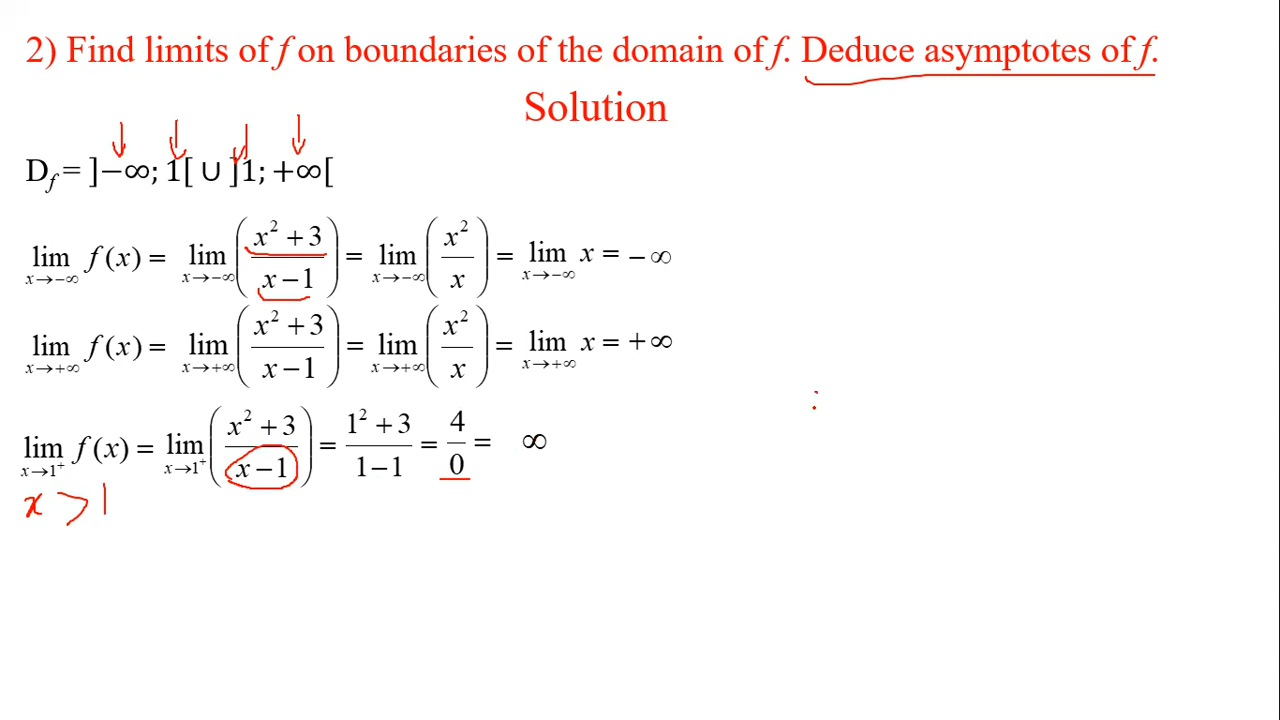 2) Find limits of f on boundaries of the domain of f. Deduce asymptotes of f.
Solution
D_f = ]−∞; 1[ ∪ ]1; +∞[
lim_{x→−∞} f(x) = lim_{x→−∞} ((x² + 3)/(x − 1)) = lim_{x→−∞} (x²/x) = lim_{x→−∞} x = −∞
lim_{x→+∞} f(x) = lim_{x→+∞} ((x² + 3)/(x − 1)) = lim_{x→+∞} (x²/x) = lim_{x→+∞} x = +∞
lim_{x→1⁺} f(x) = lim_{x→1⁺} ((x² + 3)/(x − 1)) = (1² + 3)/(1 − 1) = 4/0 = ∞
x > 1